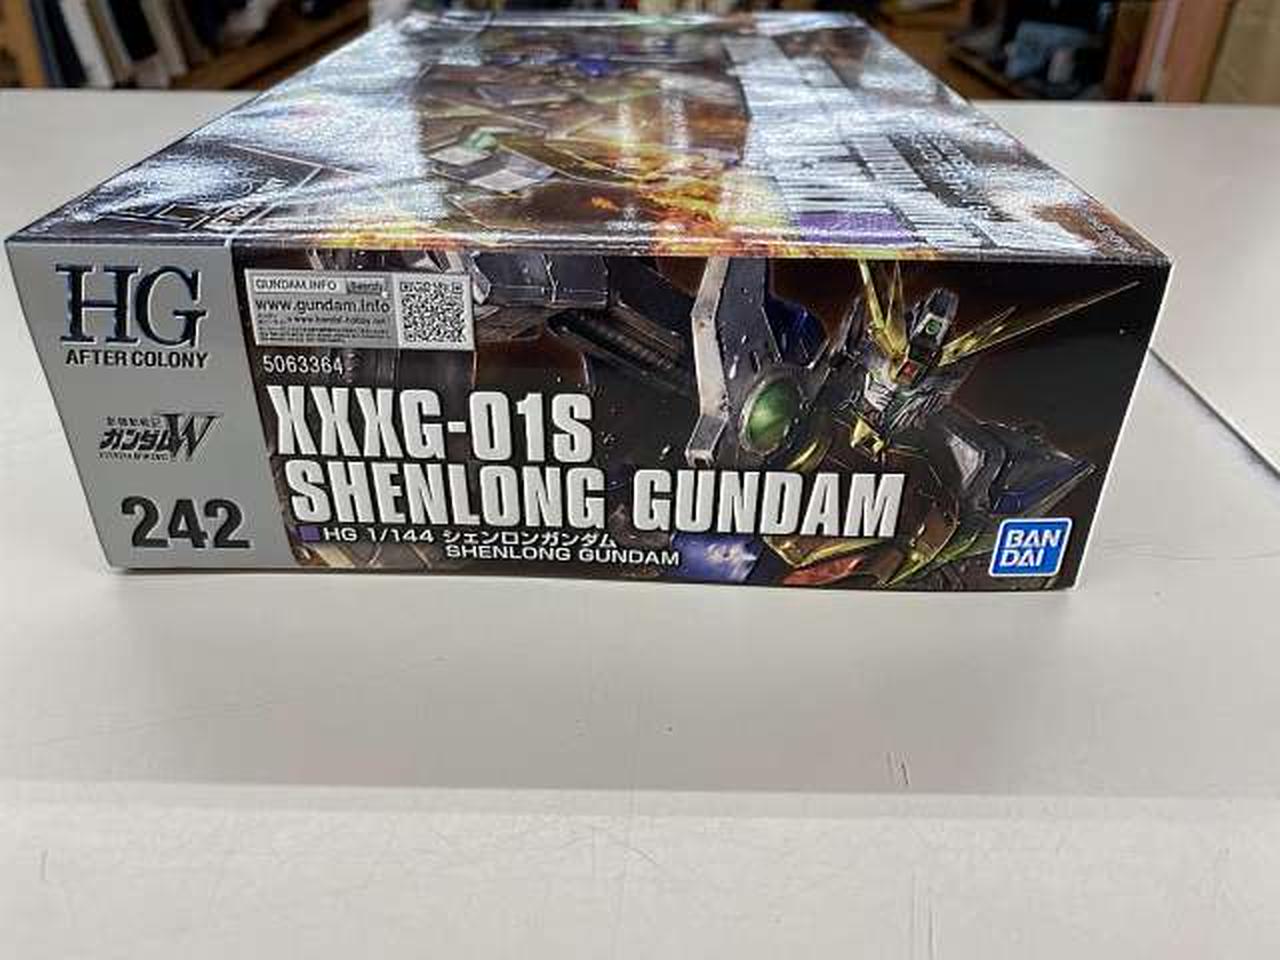 HG
AFTER COLONY
ガンダムW
242
GUNDAM.INFO
www.gundam.info
5063364
XXXG-01S
SHENLONG GUNDAM
HG 1/144 シェンロンガンダム
SHENLONG GUNDAM
BAN
DAI